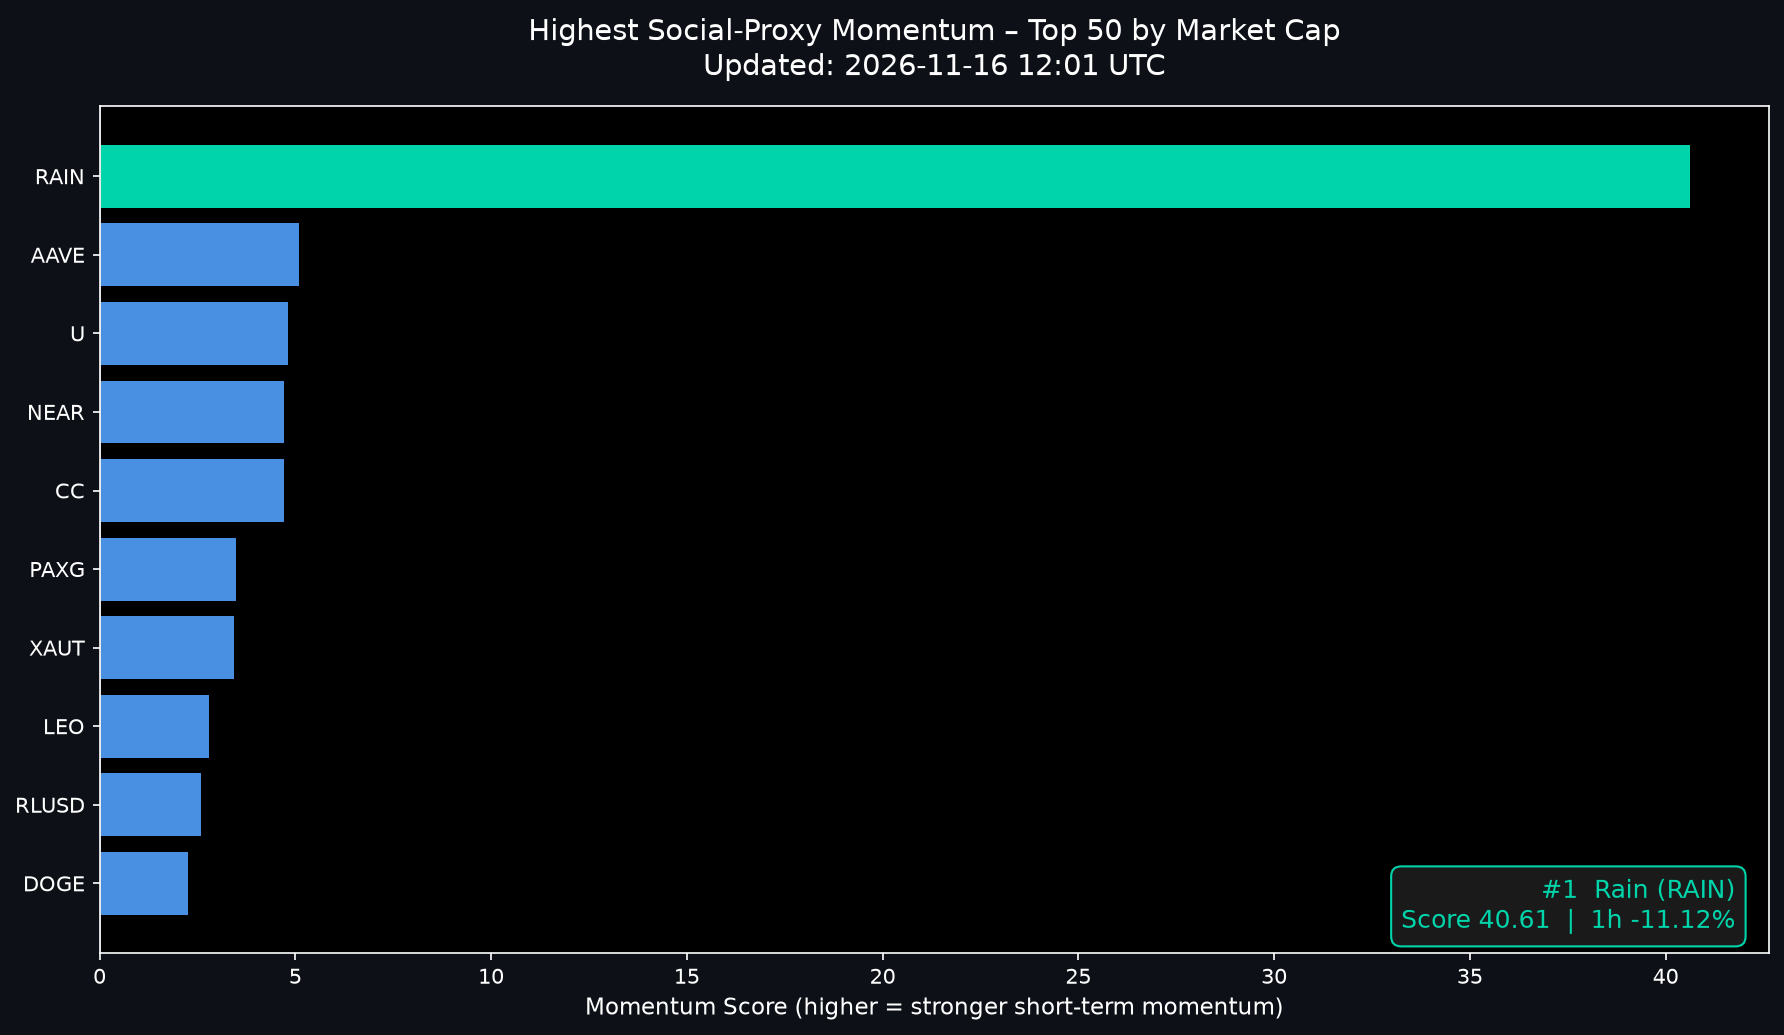 Highest Social-Proxy Momentum – Top 50 by Market Cap
Updated: 2026-11-16 12:01 UTC
RAIN
AAVE
U
NEAR
CC
PAXG
XAUT
LEO
RLUSD
DOGE
#1 Rain (RAIN)
Score 40.61 | 1h -11.12%
0 5 10 15 20 25 30 35 40
Momentum Score (higher = stronger short-term momentum)